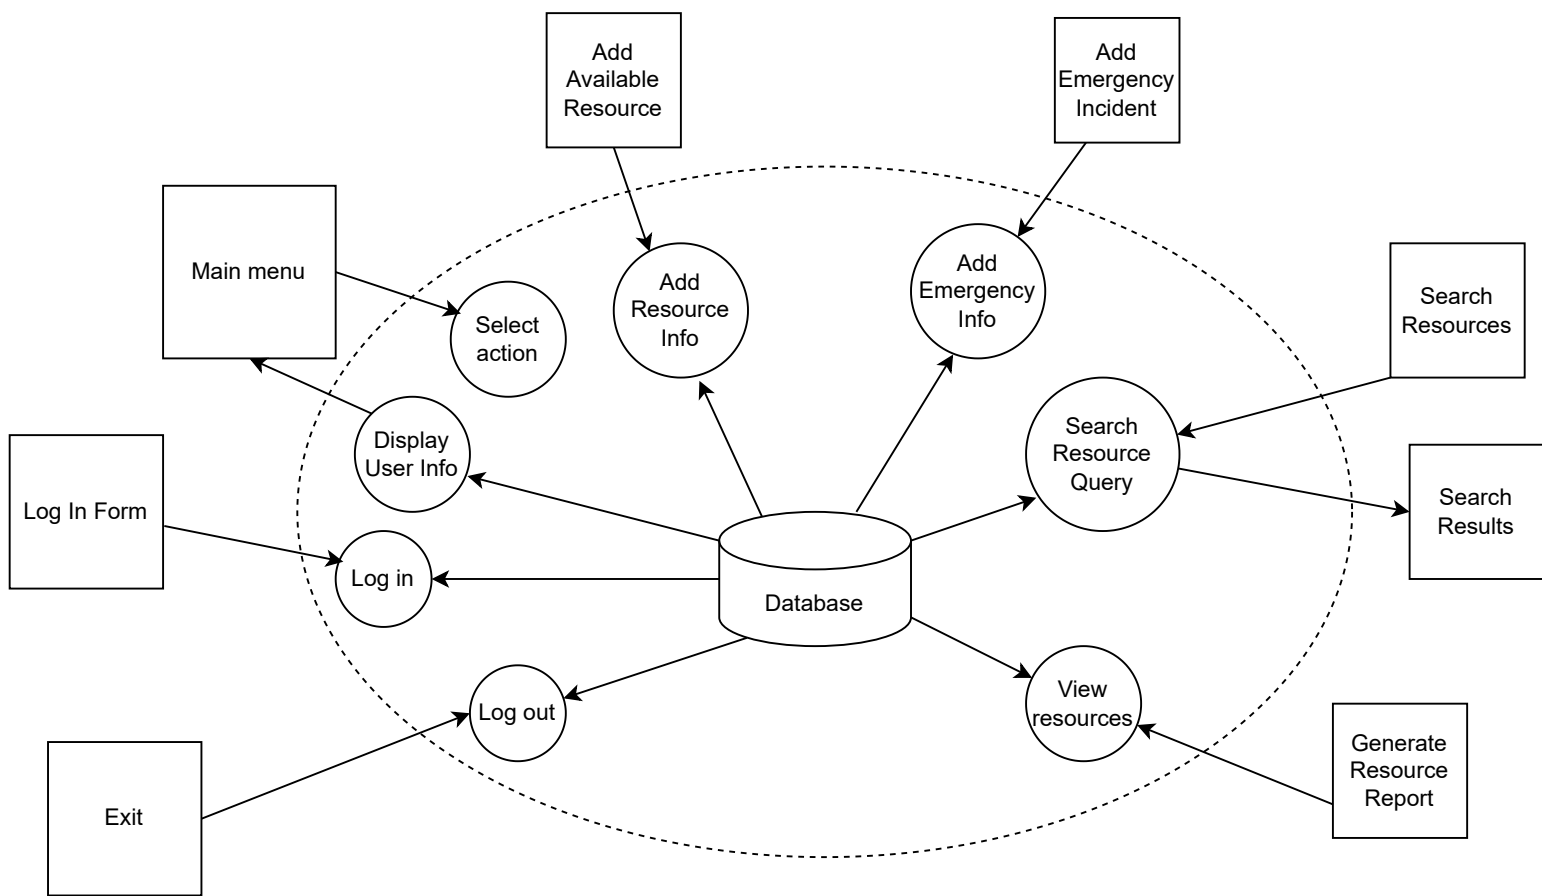 Add
Available
Resource
Add
Emergency
Incident
Main menu
Select
action
Add
Resource
Info
Add
Emergency
Info
Search
Resources
Display
User Info
Search
Resource
Query
Log In Form
Search
Results
Log in
Database
Log out
View
resources
Generate
Resource
Report
Exit